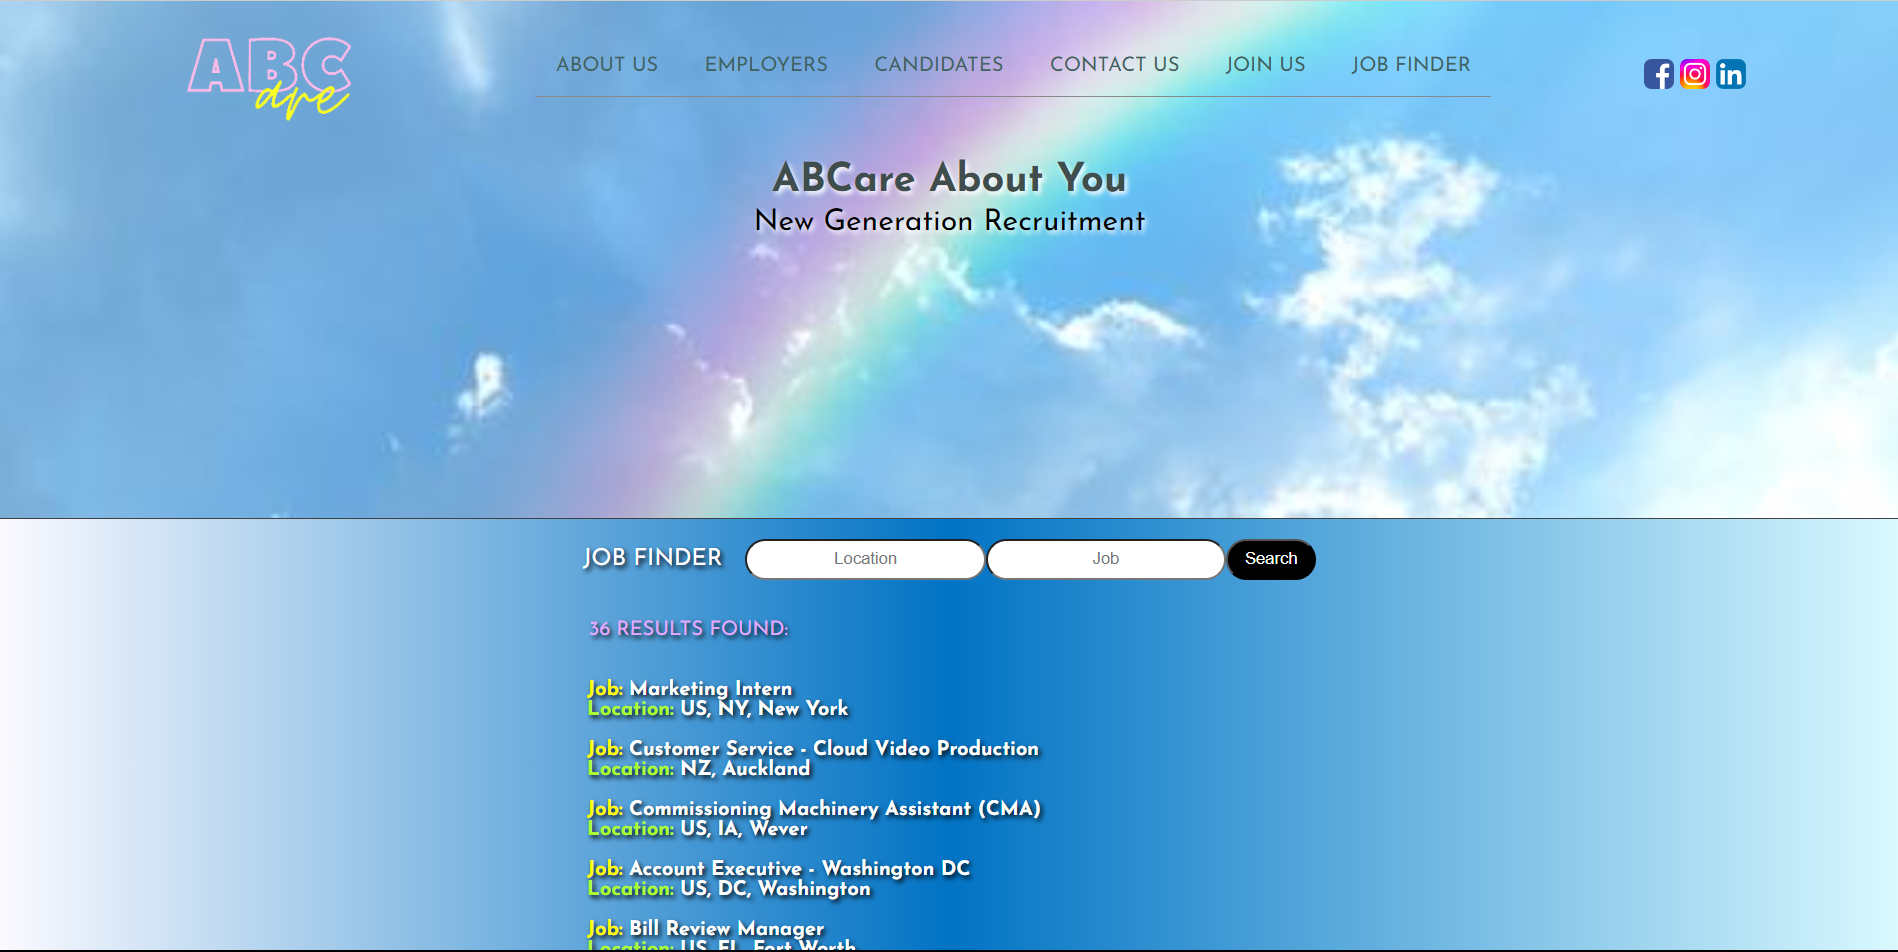 ABC
are
ABOUT US EMPLOYERS CANDIDATES CONTACT US JOIN US JOB FINDER
ABCare About You
New Generation Recruitment
JOB FINDER Location Job Search
36 RESULTS FOUND:
Job: Marketing Intern
Location: US, NY, New York
Job: Customer Service - Cloud Video Production
Location: NZ, Auckland
Job: Commissioning Machinery Assistant (CMA)
Location: US, IA, Wever
Job: Account Executive - Washington DC
Location: US, DC, Washington
Job: Bill Review Manager
Location: US, FL, Fort Worth